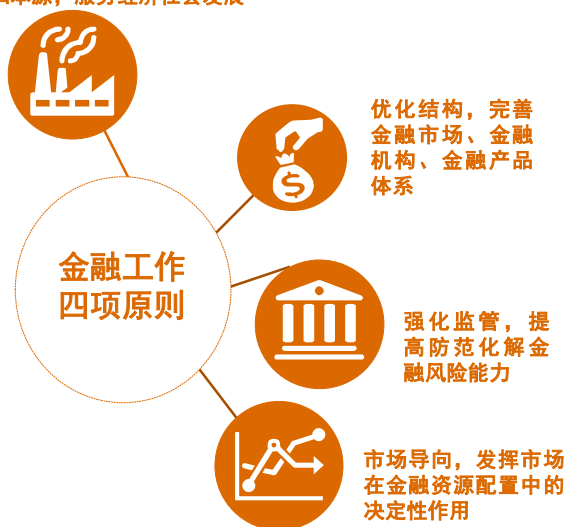 本源，服务经济社会发展
优化结构，完善
金融市场、金融
机构、金融产品
体系
金融工作
四项原则
强化监管，提
高防范化解金
融风险能力
市场导向，发挥市场
在金融资源配置中的
决定性作用